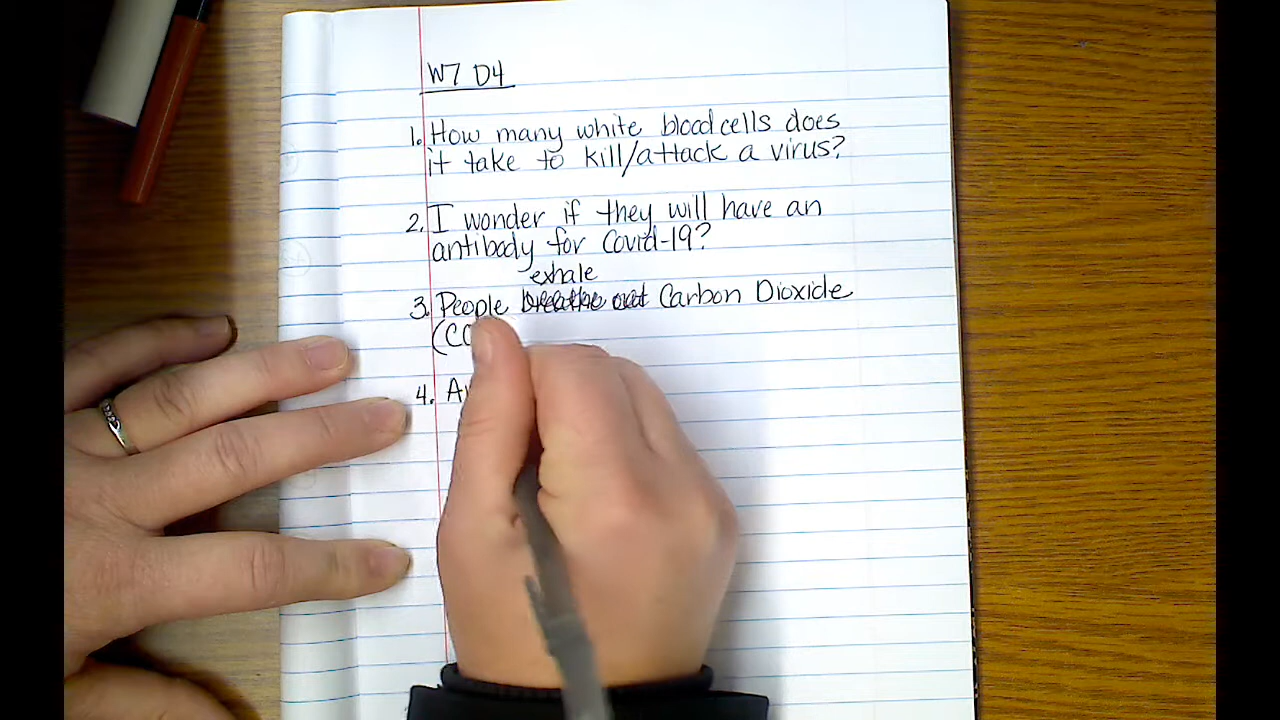 W7 D4
1. How many white blood cells does
it take to kill/attack a virus?
2. I wonder if they will have an
antibody for Covid-19?
exhale
3. People breathe out Carbon Dioxide
(CO
4. A